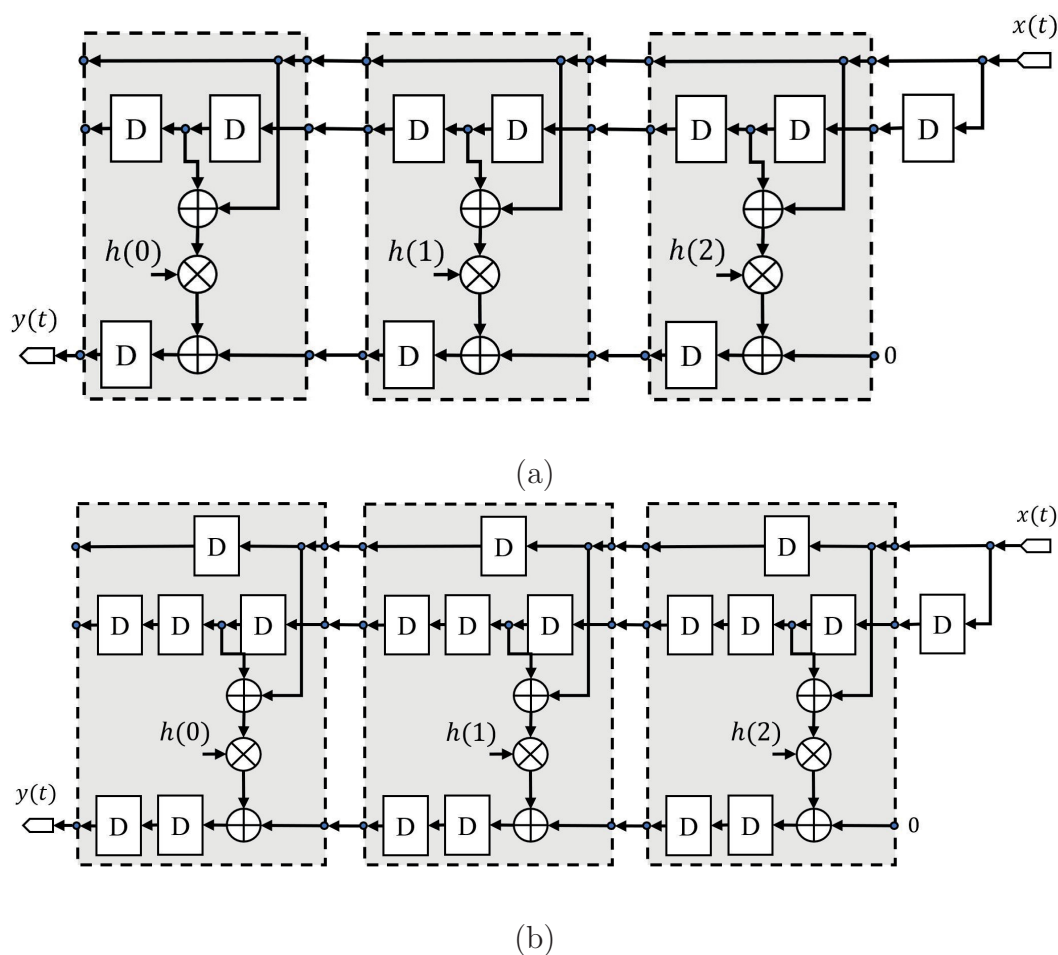 x(t)
D D D D D D D
h(0) h(1) h(2)
y(t)
D D D 0
(a)
x(t)
D D D
D D D D D D D D D D
h(0) h(1) h(2)
y(t)
D D D D D D 0
(b)